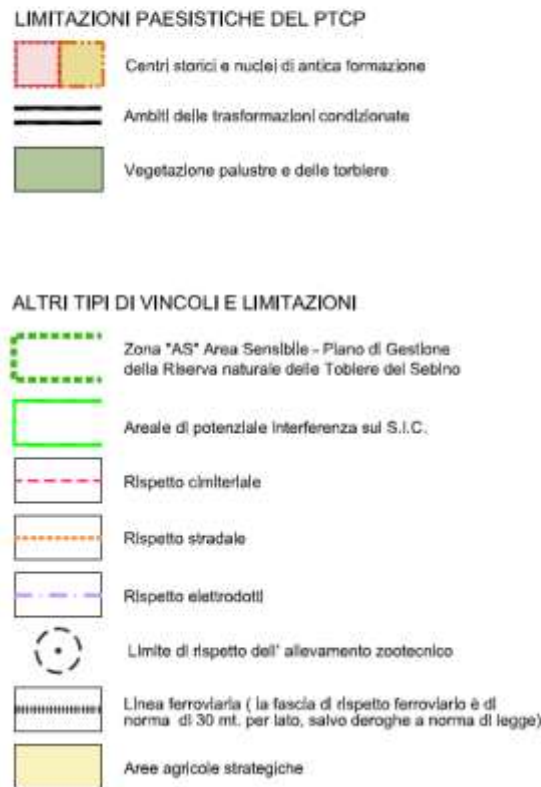 LIMITAZIONI PAESISTICHE DEL PTCP
Centri storici e nuclei di antica formazione
Ambiti delle trasformazioni condizionate
Vegetazione palustre e delle torbiere
ALTRI TIPI DI VINCOLI E LIMITAZIONI
Zona "AS" Area Sensibile - Piano di Gestione
della Riserva naturale delle Tobiere del Sebino
Areale di potenziale interferenza sul S.I.C.
Rispetto cimiteriale
Rispetto stradale
Rispetto elettrodotti
Limite di rispetto dell' allevamento zootecnico
Linea ferroviaria ( la fascia di rispetto ferroviario è di
norma di 30 mt. per lato, salvo deroghe a norma di legge)
Aree agricole strategiche